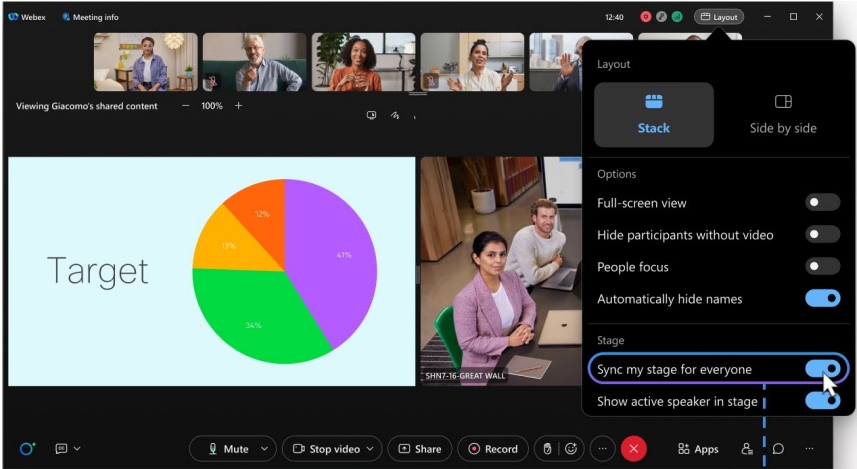 Webex
Meeting info
12:40
Layout
Viewing Giacomo's shared content
100%
Target
12%
13%
41%
34%
SHN7-16-GREAT WALL
Layout
Stack
Side by side
Options
Full-screen view
Hide participants without video
People focus
Automatically hide names
Stage
Sync my stage for everyone
Show active speaker in stage
Mute
Stop video
Share
Record
Apps